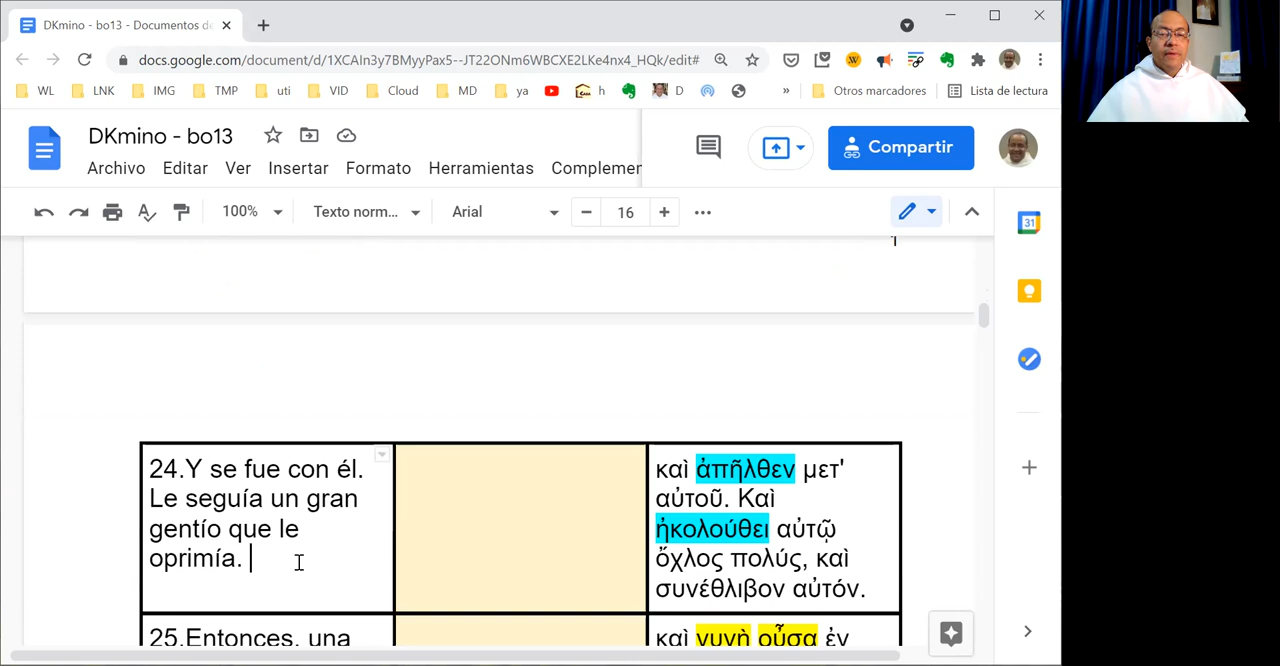 DKmino - bo13 - Documentos de
docs.google.com/document/d/1XCAIn3y7BMyyPax5--JT22ONm6WBCXE2LKe4nx4_HQk/edit#
WL LNK IMG TMP uti VID Cloud MD ya h D » Otros marcadores Lista de lectura
DKmino - bo13
Compartir
Archivo Editar Ver Insertar Formato Herramientas Complemen
100% Texto norm... Arial 16
31
24.Y se fue con él.
Le seguía un gran
gentío que le
oprimía.
καὶ ἀπῆλθεν μετ'
αὐτοῦ. Καὶ
ἠκολούθει αὐτῷ
ὄχλος πολύς, καὶ
συνέθλιβον αὐτόν.
25.Entonces, una
καὶ γυνὴ οὖσα ἐν